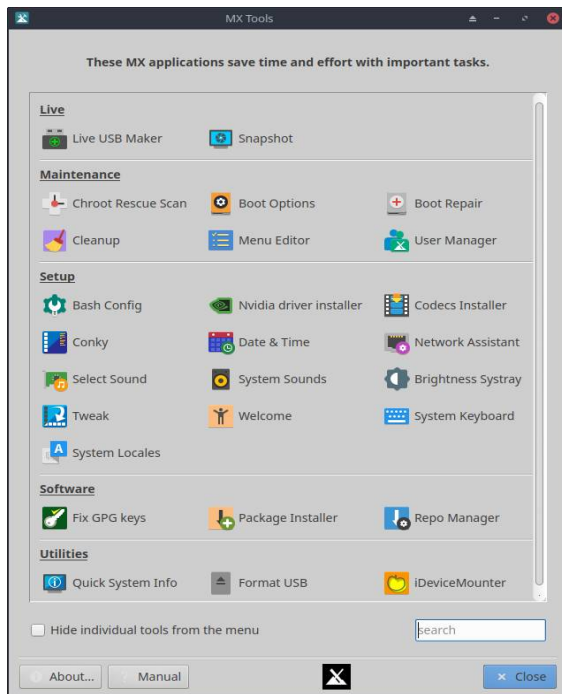 MX Tools
These MX applications save time and effort with important tasks.
Live
Live USB Maker Snapshot
Maintenance
Chroot Rescue Scan Boot Options Boot Repair
Cleanup Menu Editor User Manager
Setup
Bash Config Nvidia driver installer Codecs Installer
Conky Date & Time Network Assistant
Select Sound System Sounds Brightness Systray
Tweak Welcome System Keyboard
System Locales
Software
Fix GPG keys Package Installer Repo Manager
Utilities
Quick System Info Format USB iDeviceMounter
Hide individual tools from the menu search
About... Manual Close